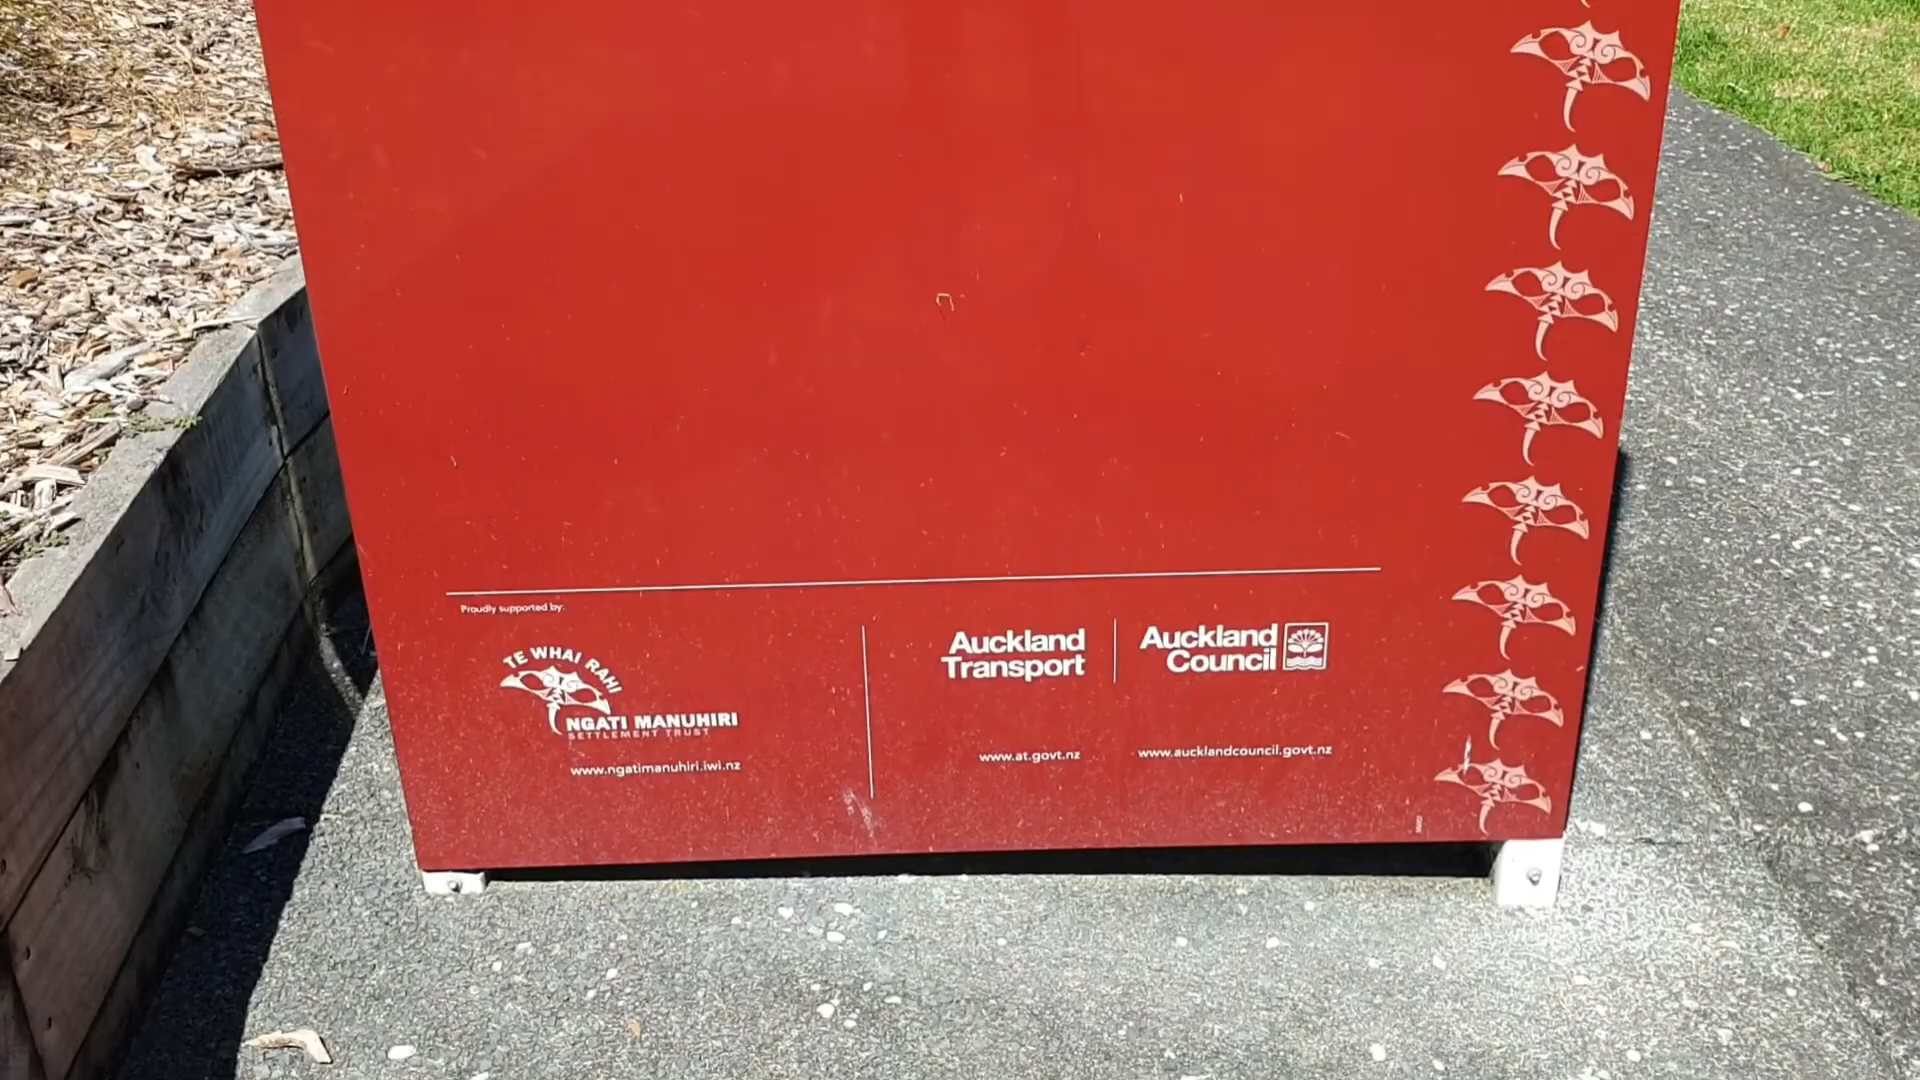 Proudly supported by:
TE WHAI RAHI
NGATI MANUHIRI
SETTLEMENT TRUST
www.ngatimanuhiri.iwi.nz
Auckland
Transport
www.at.govt.nz
Auckland
Council
www.aucklandcouncil.govt.nz